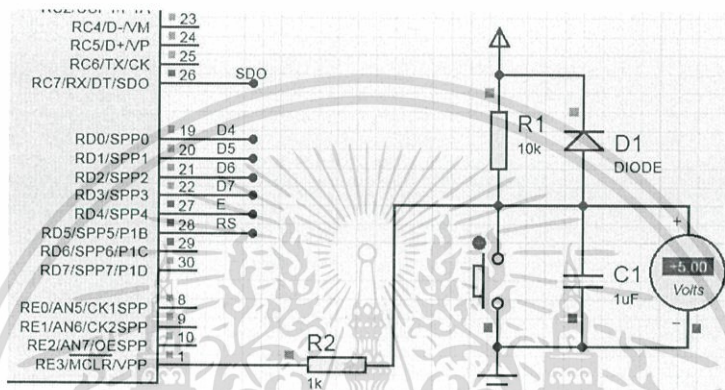 RC2/CCP1/P1A
23
RC4/D-/VM
24
RC5/D+/VP
25
RC6/TX/CK
26
RC7/RX/DT/SDO
SDO
19
RD0/SPP0
D4
20
RD1/SPP1
D5
21
RD2/SPP2
D6
22
RD3/SPP3
D7
27
RD4/SPP4
E
28
RD5/SPP5/P1B
RS
29
RD6/SPP6/P1C
30
RD7/SPP7/P1D
8
RE0/AN5/CK1SPP
9
RE1/AN6/CK2SPP
10
RE2/AN7/OESPP
1
RE3/MCLR/VPP
R2
1k
R1
10k
D1
DIODE
C1
1uF
+
+5.00
Volts
−